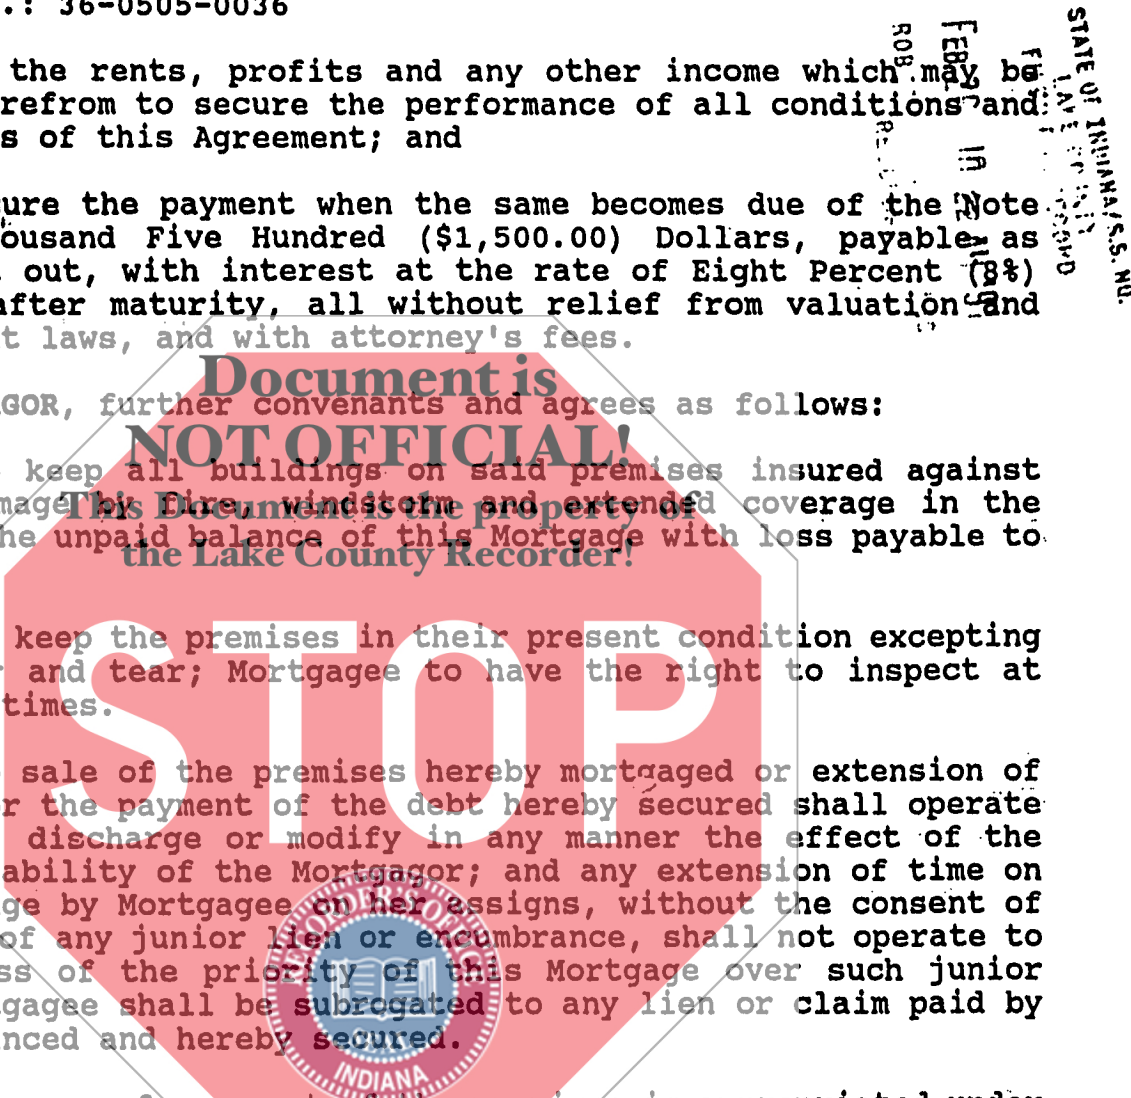 .: 36-0505-0036
the rents, profits and any other income which may be
refrom to secure the performance of all conditions and
s of this Agreement; and
ure the payment when the same becomes due of the Note
ousand Five Hundred ($1,500.00) Dollars, payable as
out, with interest at the rate of Eight Percent (8%)
after maturity, all without relief from valuation and
t laws, and with attorney's fees.
GOR, further convenants and agrees as follows:
keep all buildings on said premises insured against
mage by fire, windstorm and extended coverage in the
he unpaid balance of this Mortgage with loss payable to
keep the premises in their present condition excepting
and tear; Mortgagee to have the right to inspect at
times.
sale of the premises hereby mortgaged or extension of
r the payment of the debt hereby secured shall operate
discharge or modify in any manner the effect of the
ability of the Mortgagor; and any extension of time on
ge by Mortgagee on her assigns, without the consent of
of any junior lien or encumbrance, shall not operate to
ss of the priority of this Mortgage over such junior
gagee shall be subrogated to any lien or claim paid by
nced and hereby secured.
STATE OF INDIANA/S.S. NO.
FEB
ROB
Document is
NOT OFFICIAL!
This Document is the property of
the Lake County Recorder!
STOP
RECORDER'S OFFICE
INDIANA